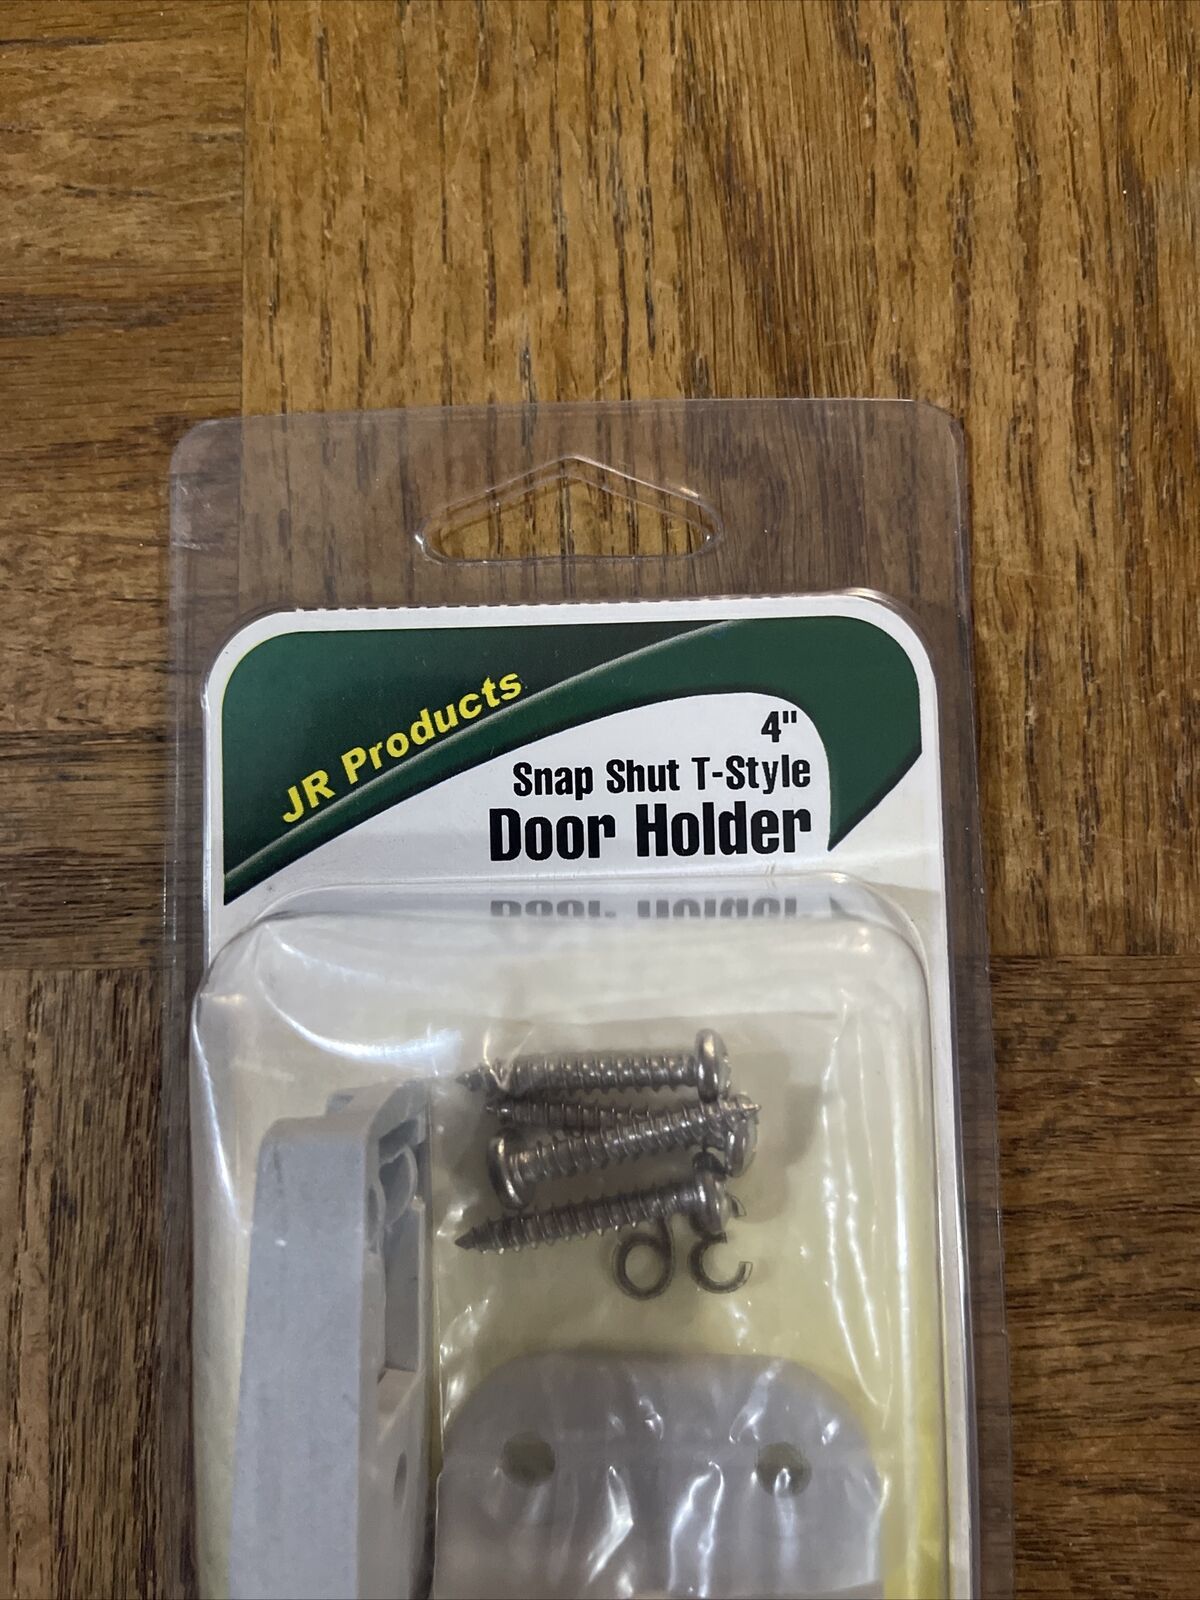 JR Products
4"
Snap Shut T-Style
Door Holder